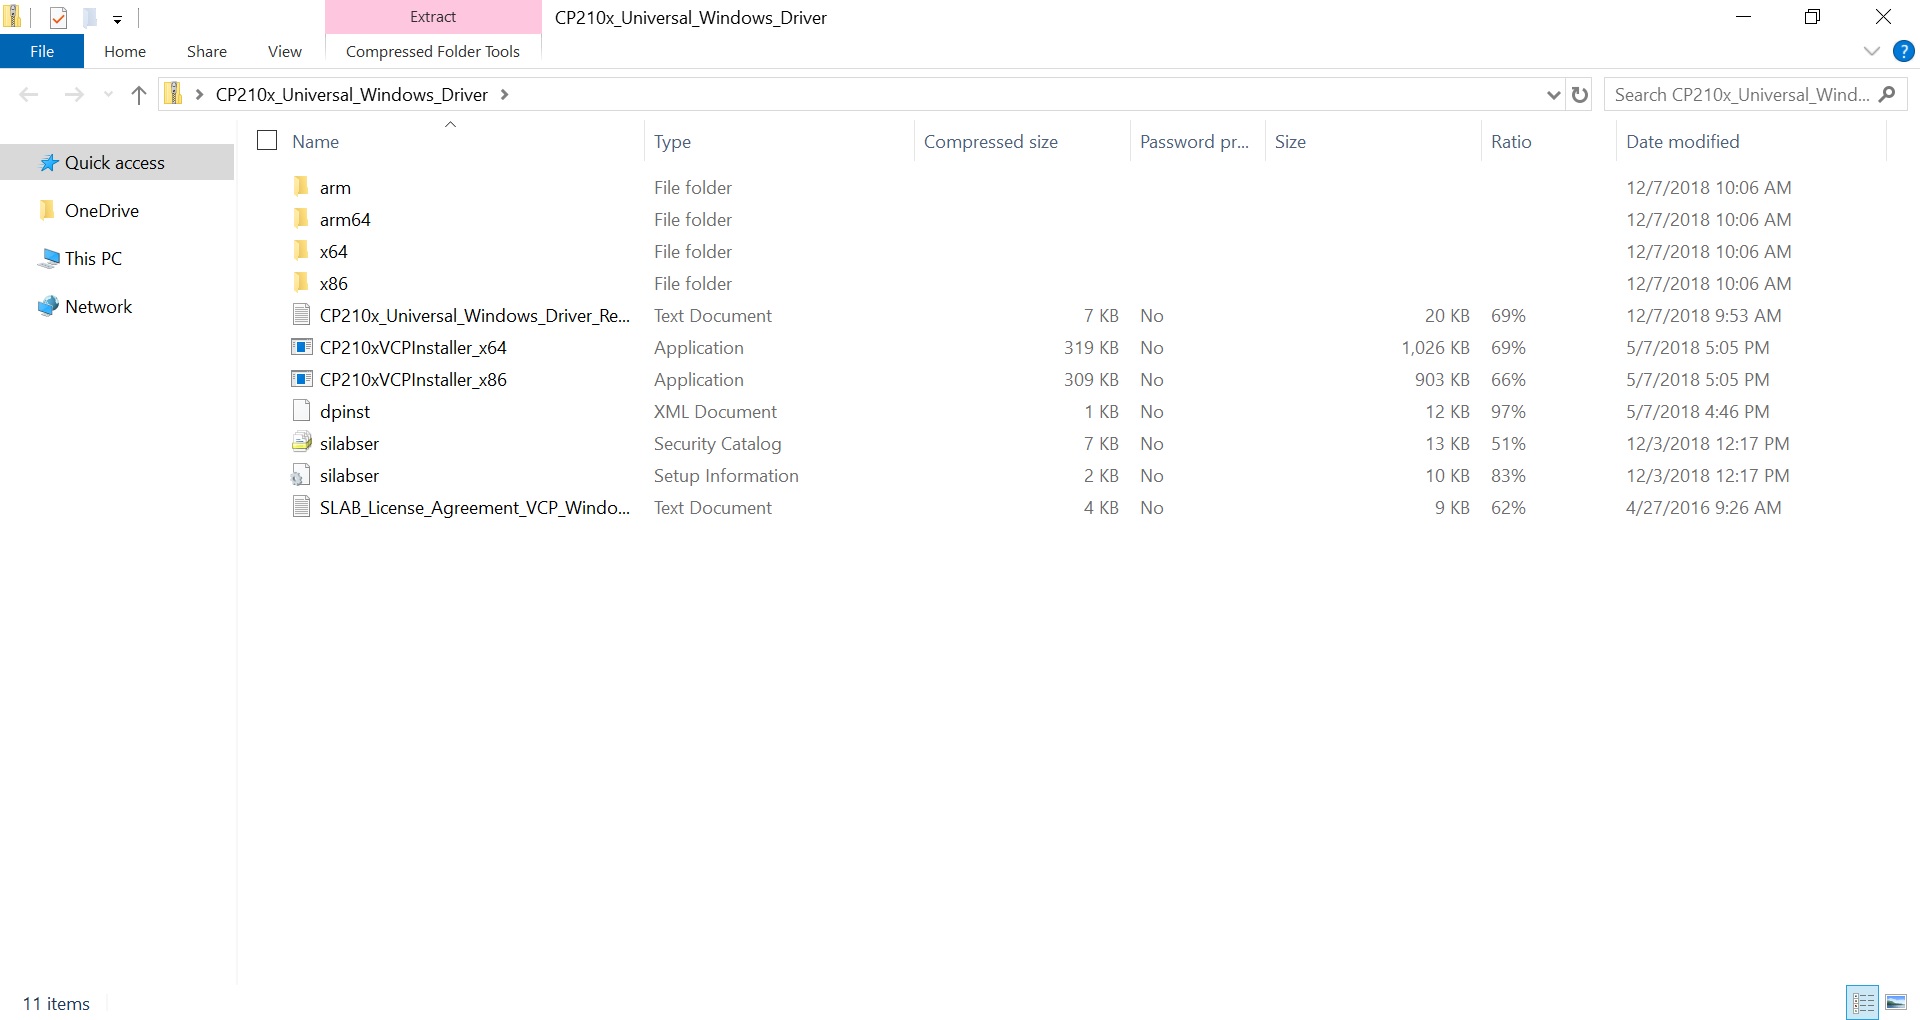 Extract
CP210x_Universal_Windows_Driver
File
Home
Share
View
Compressed Folder Tools
?
CP210x_Universal_Windows_Driver
Search CP210x_Universal_Wind...
Name
Type
Compressed size
Password pr...
Size
Ratio
Date modified
Quick access
OneDrive
This PC
Network
arm File folder 12/7/2018 10:06 AM
arm64 File folder 12/7/2018 10:06 AM
x64 File folder 12/7/2018 10:06 AM
x86 File folder 12/7/2018 10:06 AM
CP210x_Universal_Windows_Driver_Re... Text Document 7 KB No 20 KB 69% 12/7/2018 9:53 AM
CP210xVCPInstaller_x64 Application 319 KB No 1,026 KB 69% 5/7/2018 5:05 PM
CP210xVCPInstaller_x86 Application 309 KB No 903 KB 66% 5/7/2018 5:05 PM
dpinst XML Document 1 KB No 12 KB 97% 5/7/2018 4:46 PM
silabser Security Catalog 7 KB No 13 KB 51% 12/3/2018 12:17 PM
silabser Setup Information 2 KB No 10 KB 83% 12/3/2018 12:17 PM
SLAB_License_Agreement_VCP_Windo... Text Document 4 KB No 9 KB 62% 4/27/2016 9:26 AM
11 items